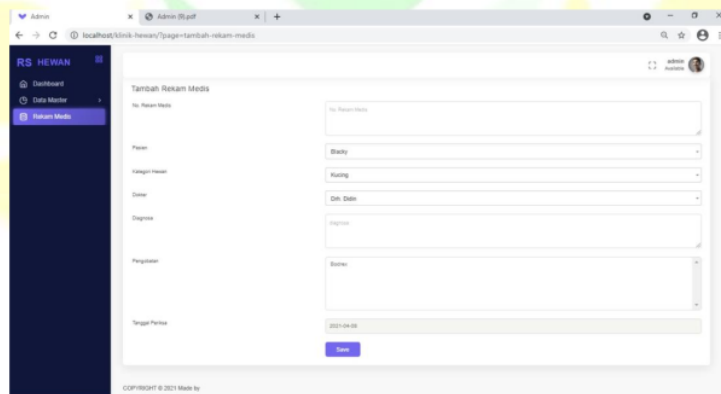 Admin
Admin (R).pdf
localhost/klinik-hewan/?page=tambah-rekam-medis
RS HEWAN
admin
Available
Dashboard
Data Master
Rekam Medis
Tambah Rekam Medis
No. Rekam Medis
No. Rekam Medis
Pasien
Blacky
Kategori Hewan
Kucing
Dokter
Drh. Didin
Diagnosa
Diagnosa
Pengobatan
Tanggal Periksa
2021-04-08
Save
COPYRIGHT © 2021 Made by